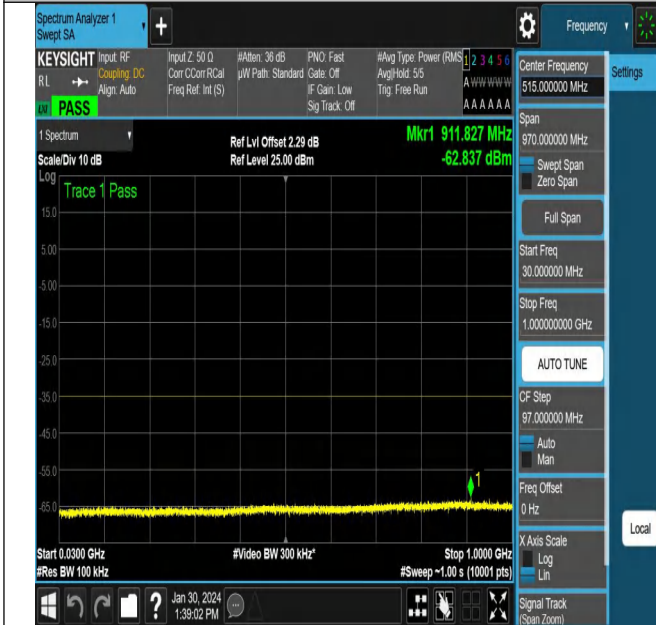 Spectrum Analyzer 1
Swept SA
+
Frequency
KEYSIGHT
RL
PASS
Input: RF
Coupling: DC
Align: Auto
Input Z: 50 Ω
Corr CCorr RCal
Freq Ref: Int (S)
#Atten: 36 dB
µW Path: Standard
PNO: Fast
Gate: Off
IF Gain: Low
Sig Track: Off
#Avg Type: Power (RMS
Avg|Hold: 5/5
Trig: Free Run
1 2 3 4 5 6
A W W W W W
A A A A A A
1 Spectrum
Scale/Div 10 dB
Ref Lvl Offset 2.29 dB
Ref Level 25.00 dBm
Mkr1 911.827 MHz
-62.837 dBm
Log
Trace 1 Pass
15.0
5.00
-5.00
-15.0
-25.0
-35.0
-45.0
-55.0
-65.0
1
Start 0.0300 GHz
#Res BW 100 kHz
#Video BW 300 kHz*
Stop 1.0000 GHz
#Sweep ~1.00 s (10001 pts)
?
Jan 30, 2024
1:39:02 PM
Center Frequency
515.000000 MHz
Settings
Span
970.000000 MHz
Swept Span
Zero Span
Full Span
Start Freq
30.000000 MHz
Stop Freq
1.000000000 GHz
AUTO TUNE
CF Step
97.000000 MHz
Auto
Man
Freq Offset
0 Hz
Local
X Axis Scale
Log
Lin
Signal Track
(Span Zoom)